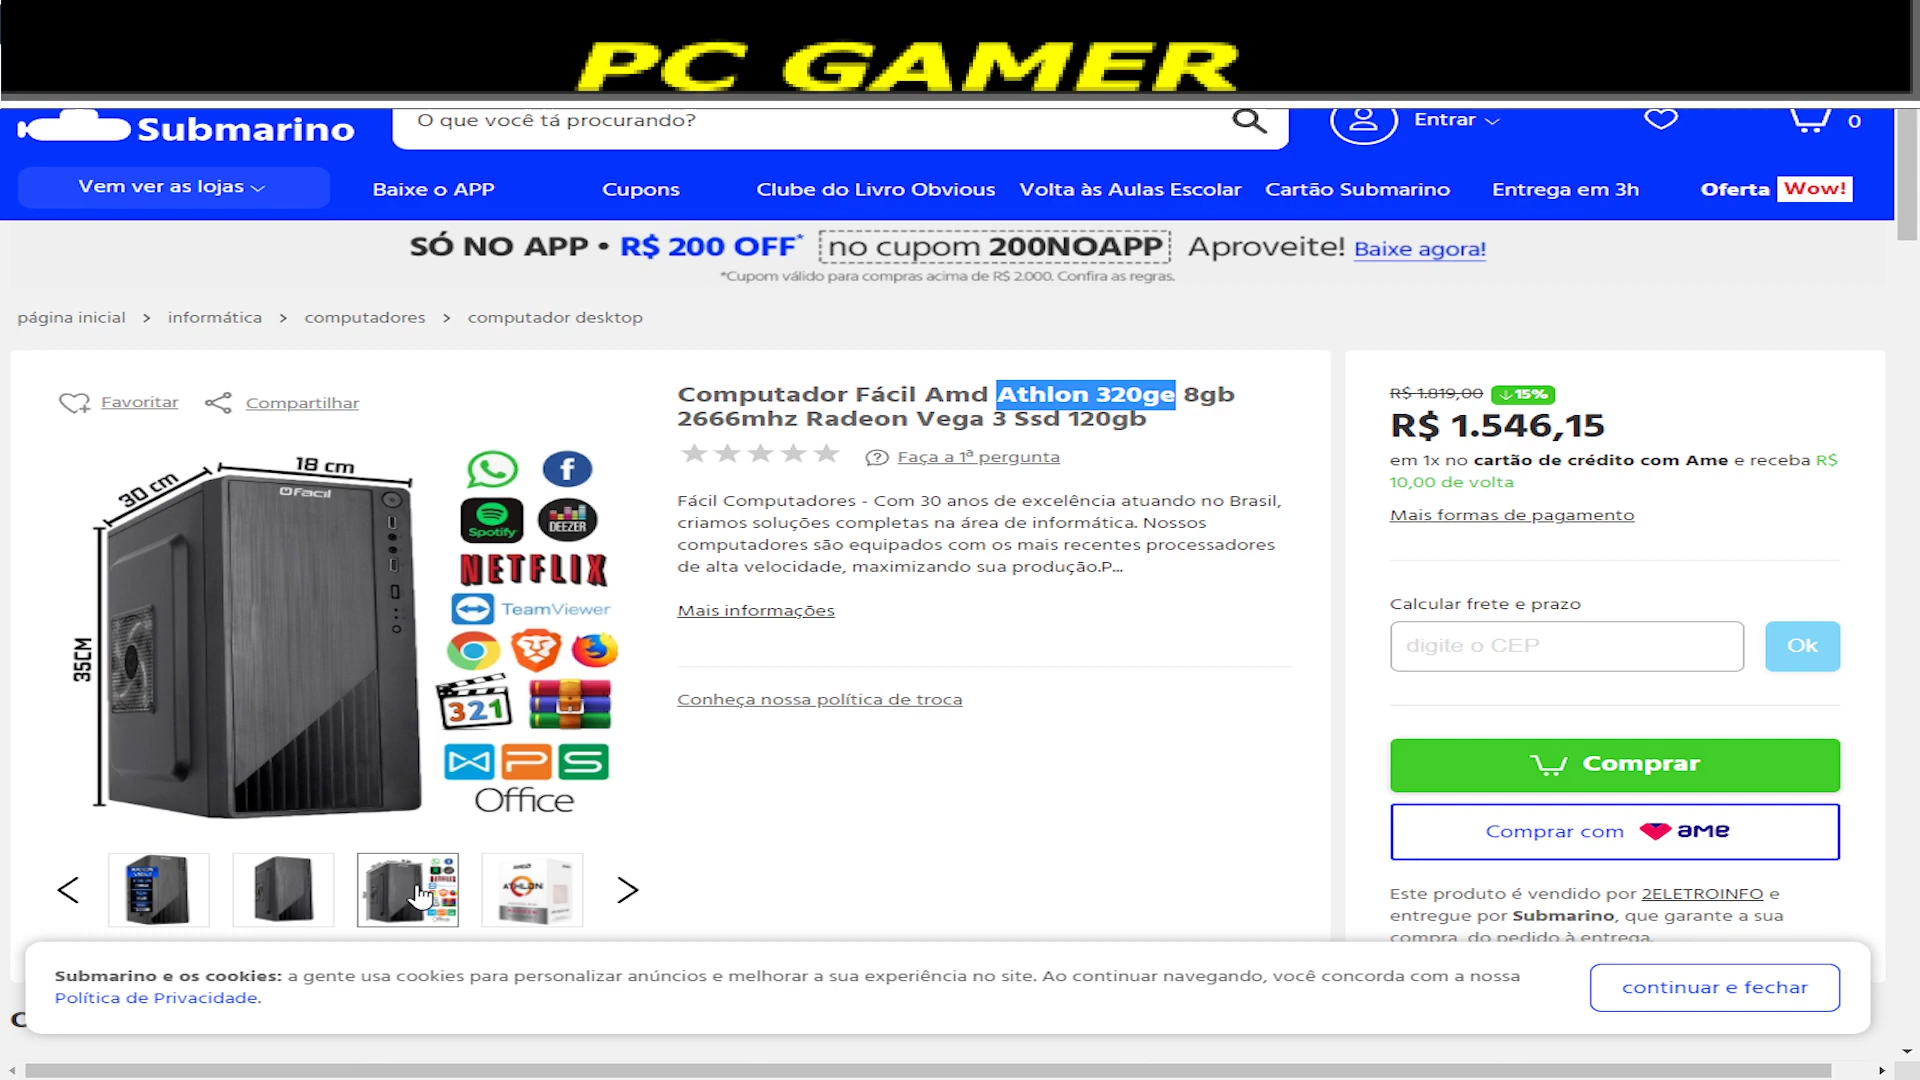 PC GAMER
Submarino
O que você tá procurando?
Entrar
0
Vem ver as lojas
Baixe o APP
Cupons
Clube do Livro Obvious
Volta às Aulas Escolar
Cartão Submarino
Entrega em 3h
Oferta Wow!
SÓ NO APP • R$ 200 OFF* no cupom 200NOAPP Aproveite! Baixe agora!
*Cupom válido para compras acima de R$ 2.000. Confira as regras.
página inicial > informática > computadores > computador desktop
Favoritar
Compartilhar
30 cm
18 cm
35CM
Facil
Spotify
DEEZER
NETFLIX
TeamViewer
321
Office
ATHLON
Computador Fácil Amd Athlon 320ge 8gb
2666mhz Radeon Vega 3 Ssd 120gb
Faça a 1ª pergunta
Fácil Computadores - Com 30 anos de excelência atuando no Brasil,
criamos soluções completas na área de informática. Nossos
computadores são equipados com os mais recentes processadores
de alta velocidade, maximizando sua produção.P...
Mais informações
Conheça nossa política de troca
R$ 1.819,00 15%
R$ 1.546,15
em 1x no cartão de crédito com Ame e receba R$
10,00 de volta
Mais formas de pagamento
Calcular frete e prazo
digite o CEP
Ok
Comprar
Comprar com ame
Este produto é vendido por 2ELETROINFO e
entregue por Submarino, que garante a sua
compra, do pedido à entrega.
Submarino e os cookies: a gente usa cookies para personalizar anúncios e melhorar a sua experiência no site. Ao continuar navegando, você concorda com a nossa
Política de Privacidade.
continuar e fechar